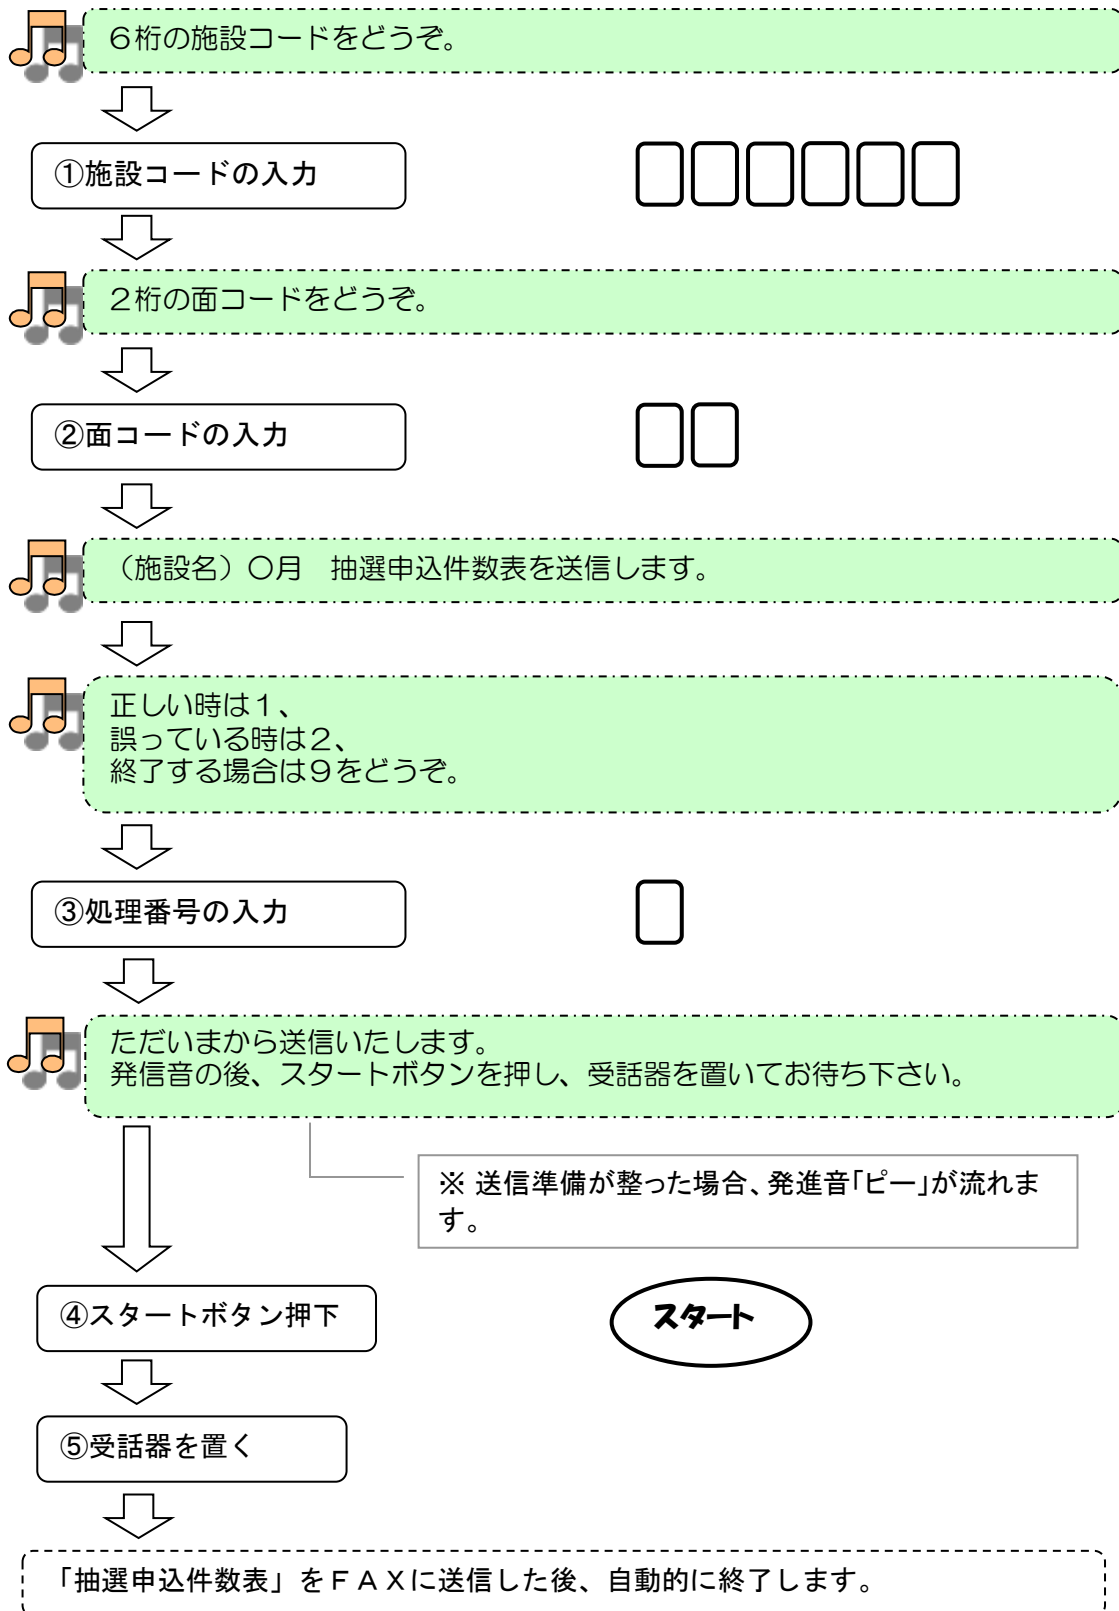 ６桁の施設コードをどうぞ。
①施設コードの入力
２桁の面コードをどうぞ。
②面コードの入力
（施設名）〇月　抽選申込件数表を送信します。
正しい時は１、
誤っている時は２、
終了する場合は９をどうぞ。
③処理番号の入力
ただいまから送信いたします。
発信音の後、スタートボタンを押し、受話器を置いてお待ち下さい。
※ 送信準備が整った場合、発進音｢ピー｣が流れま
す。
④スタートボタン押下
スタート
⑤受話器を置く
「抽選申込件数表」をＦＡＸに送信した後、自動的に終了します。